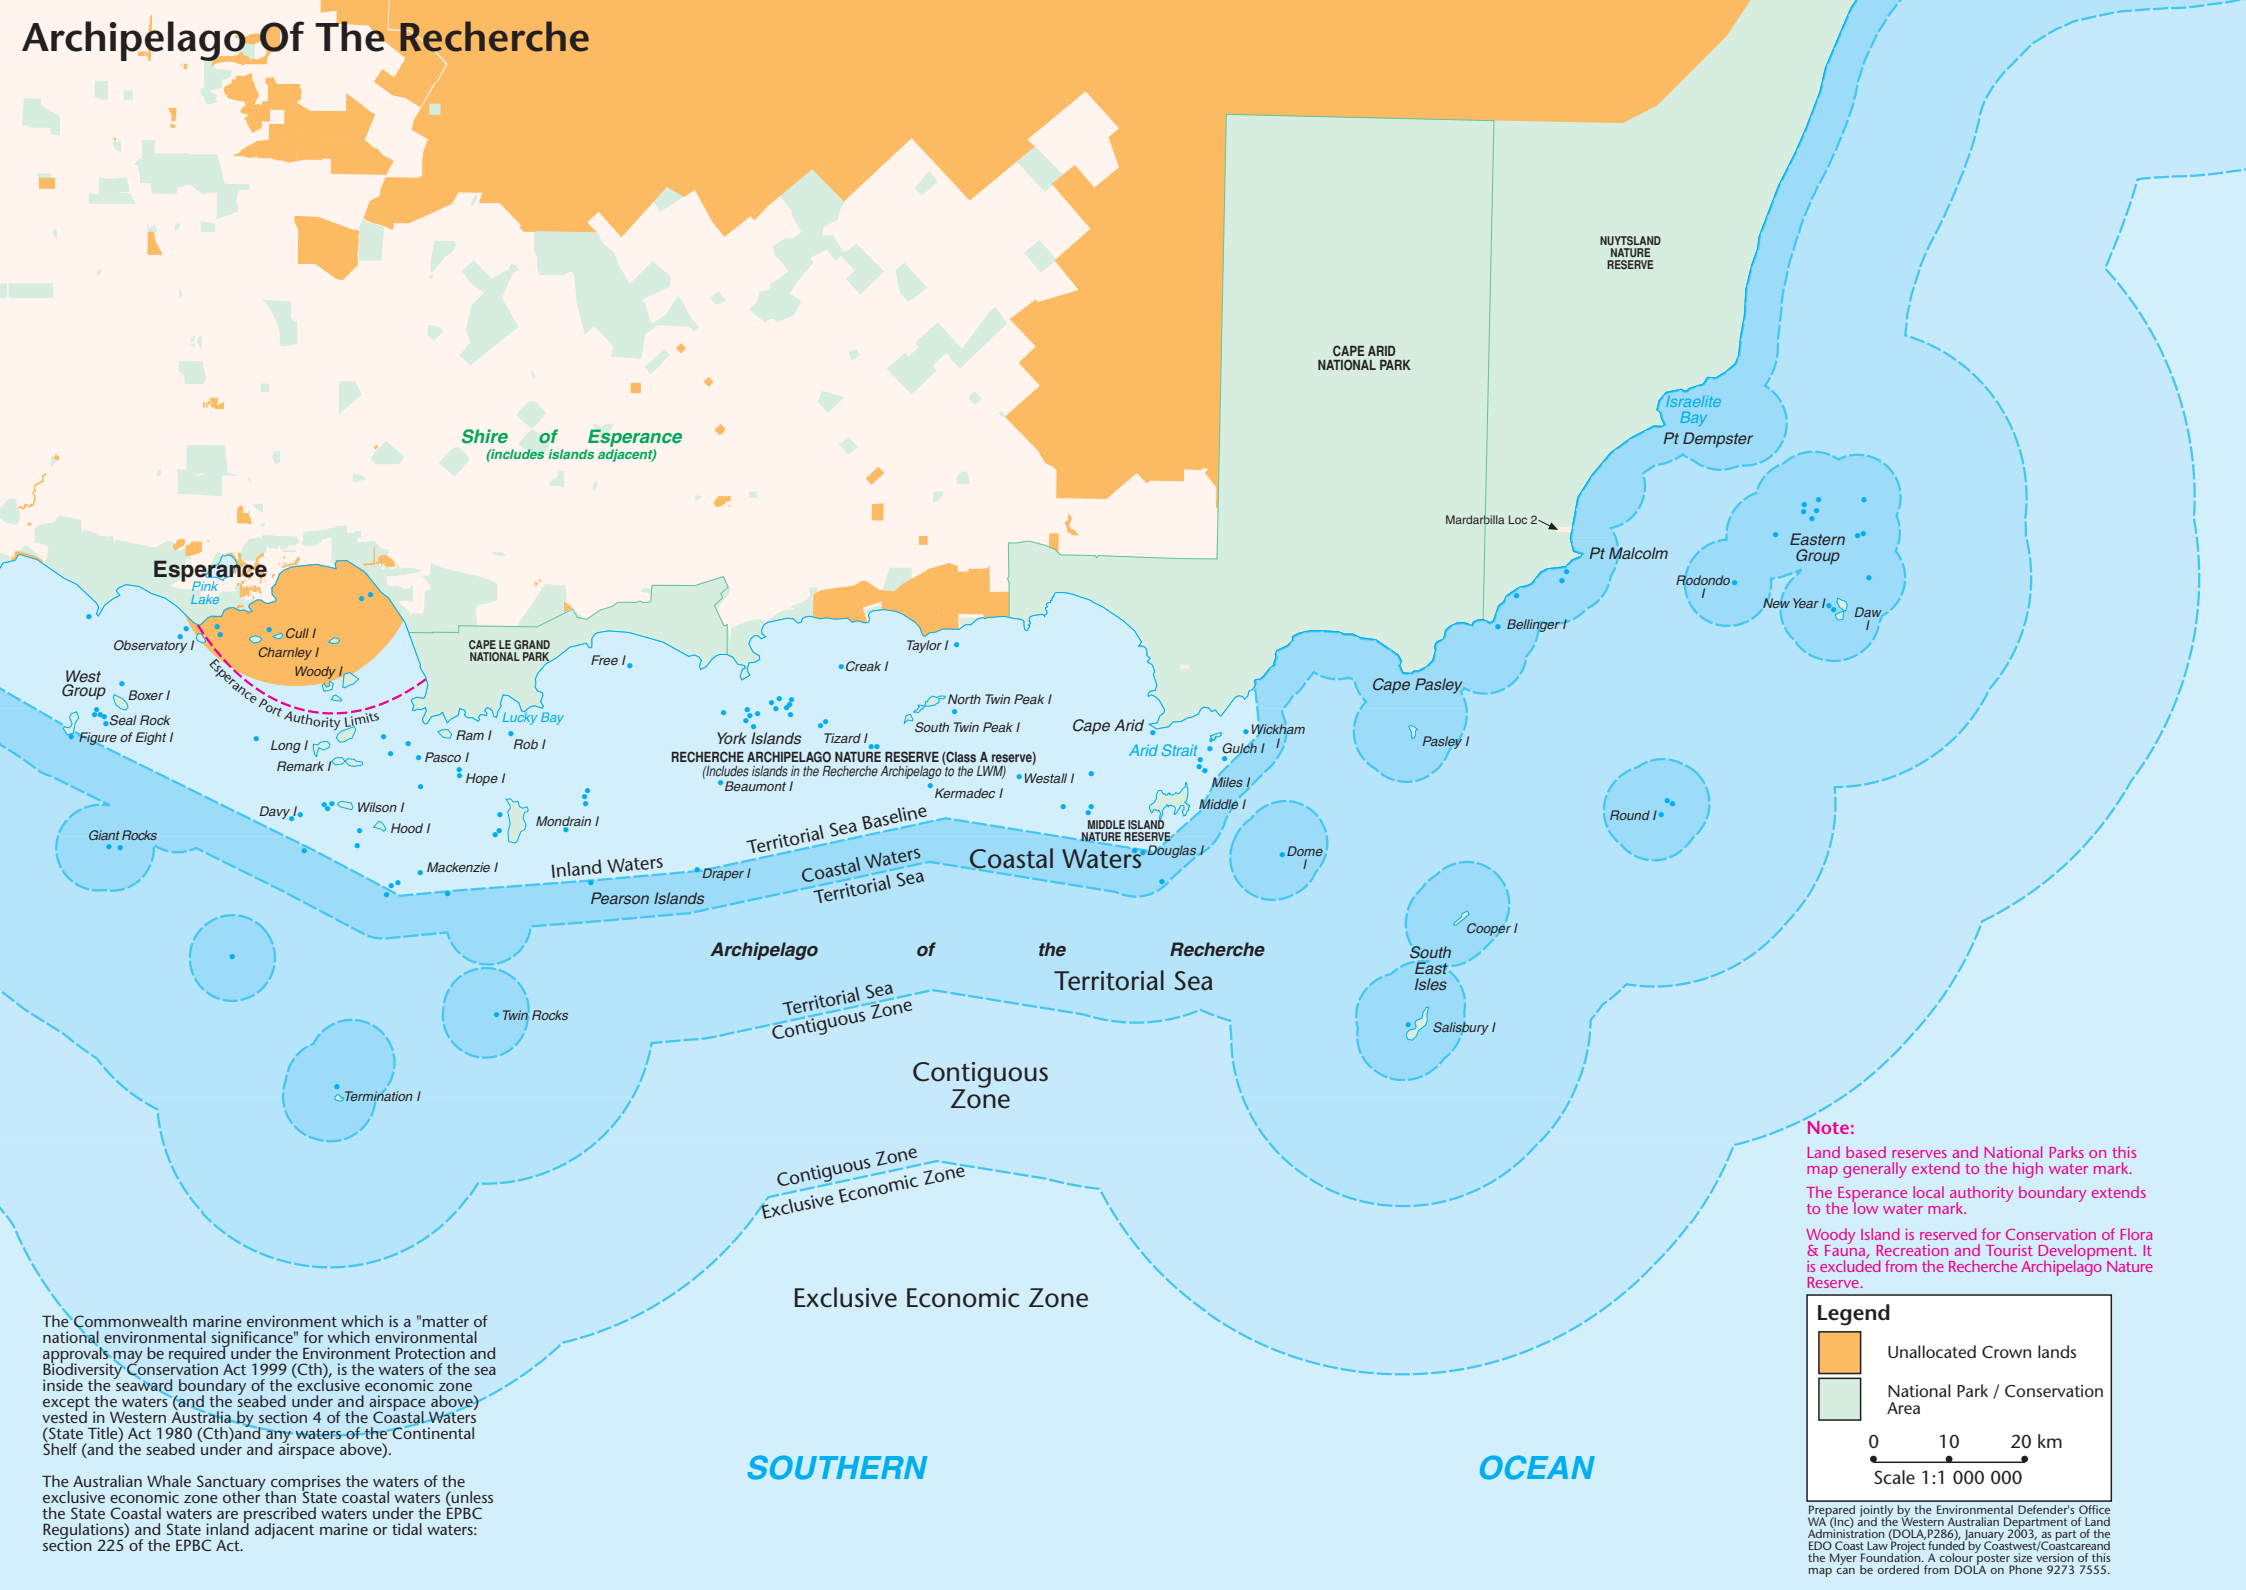 Archipelago Of The Recherche
NUYTSLAND
NATURE
RESERVE
CAPE ARID
NATIONAL PARK
Israelite
Bay
Pt Dempster
Shire of Esperance
(includes islands adjacent)
Mardarbilla Loc 2
Pt Malcolm
Eastern
Group
Rodondo
I
New Year I
Daw
I
Bellinger I
Esperance
Pink
Lake
Observatory I
Cull I
Charnley I
Woody I
Esperance Port Authority Limits
CAPE LE GRAND
NATIONAL PARK
Free I
Taylor I
Creak I
West
Group
Boxer I
Seal Rock
Figure of Eight I
Long I
Remark I
Ram I
Lucky Bay
Rob I
Pasco I
Hope I
York Islands
Tizard I
North Twin Peak I
South Twin Peak I
Cape Arid
Arid Strait
Wickham
I
Gulch I
Cape Pasley
Pasley I
RECHERCHE ARCHIPELAGO NATURE RESERVE (Class A reserve)
(Includes islands in the Recherche Archipelago to the LWM)
Beaumont I
Kermadec I
Westall I
Miles I
Middle I
MIDDLE ISLAND
NATURE RESERVE
Douglas I
Davy I
Wilson I
Hood I
Mondrain I
Giant Rocks
Mackenzie I
Round I
Dome
I
Territorial Sea Baseline
Inland Waters
Coastal Waters
Territorial Sea
Coastal Waters
Draper I
Pearson Islands
Archipelago of the Recherche
Territorial Sea
Cooper I
South
East
Isles
Salisbury I
Twin Rocks
Termination I
Territorial Sea
Contiguous Zone
Contiguous
Zone
Contiguous Zone
Exclusive Economic Zone
Exclusive Economic Zone
SOUTHERN OCEAN
The Commonwealth marine environment which is a "matter of
national environmental significance" for which environmental
approvals may be required under the Environment Protection and
Biodiversity Conservation Act 1999 (Cth), is the waters of the sea
inside the seaward boundary of the exclusive economic zone
except the waters (and the seabed under and airspace above)
vested in Western Australia by section 4 of the Coastal Waters
(State Title) Act 1980 (Cth)and any waters of the Continental
Shelf (and the seabed under and airspace above).
The Australian Whale Sanctuary comprises the waters of the
exclusive economic zone other than State coastal waters (unless
the State Coastal waters are prescribed waters under the EPBC
Regulations) and State inland adjacent marine or tidal waters:
section 225 of the EPBC Act.
Note:
Land based reserves and National Parks on this
map generally extend to the high water mark.
The Esperance local authority boundary extends
to the low water mark.
Woody Island is reserved for Conservation of Flora
& Fauna, Recreation and Tourist Development. It
is excluded from the Recherche Archipelago Nature
Reserve.
Legend
Unallocated Crown lands
National Park / Conservation
Area
0 10 20 km
Scale 1:1 000 000
Prepared jointly by the Environmental Defender's Office
WA (Inc) and the Western Australian Department of Land
Administration (DOLA,P286), January 2003, as part of the
EDO Coast Law Project funded by Coastwest/Coastcareand
the Myer Foundation. A colour poster size version of this
map can be ordered from DOLA on Phone 9273 7555.